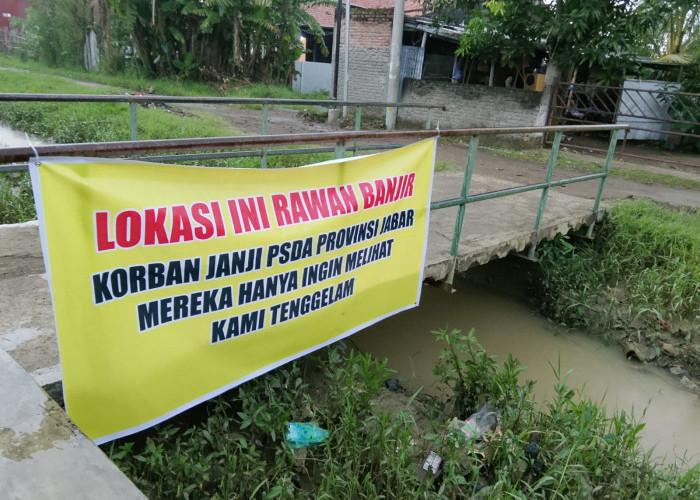 LOKASI INI RAWAN BANJIR
KORBAN JANJI PSDA PROVINSI JABAR
MEREKA HANYA INGIN MELIHAT
KAMI TENGGELAM